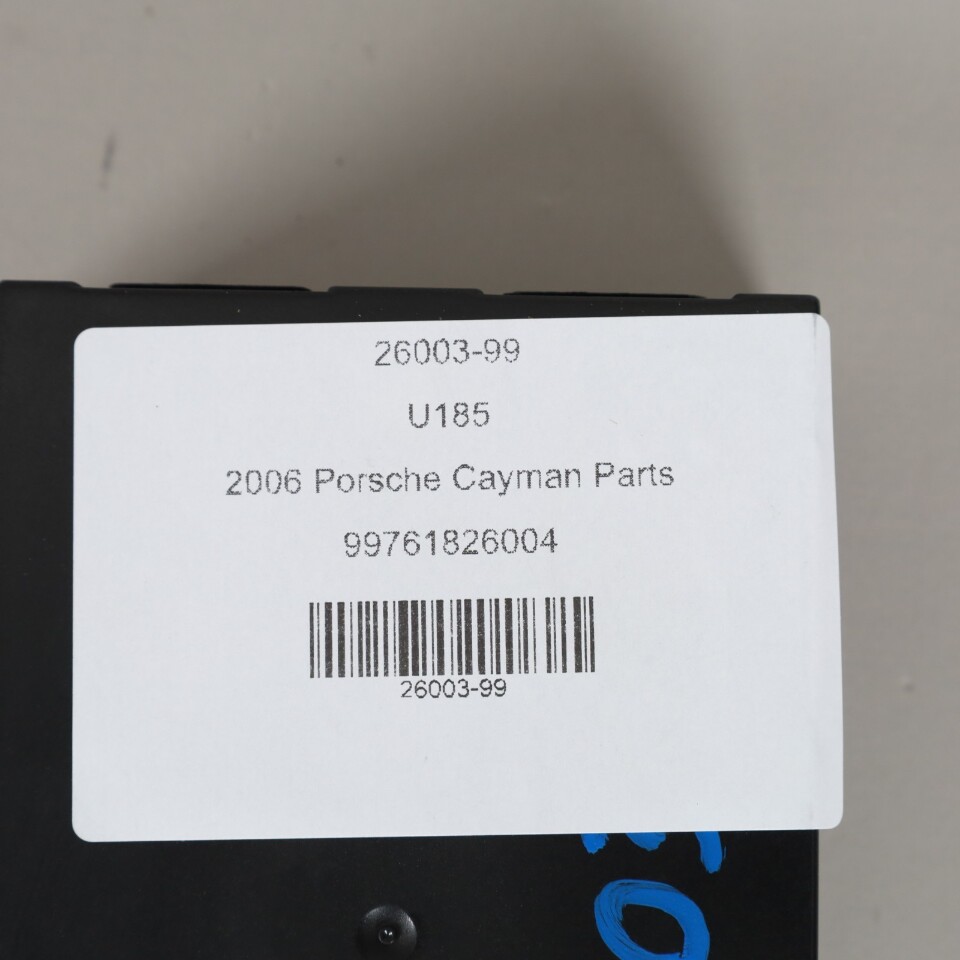 26003-99
U185
2006 Porsche Cayman Parts
99761826004
26003-99